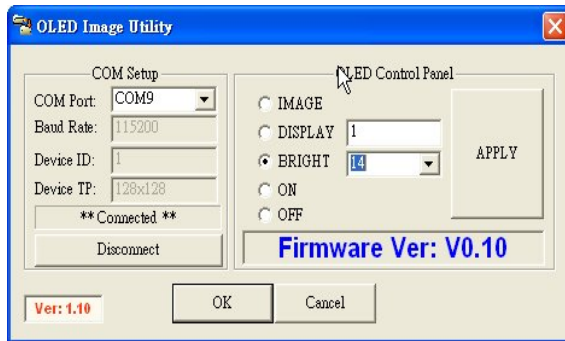 OLED Image Utility
COM Setup
COM Port: COM9
Baud Rate: 115200
Device ID: 1
Device TP: 128x128
** Connected **
Disconnect
OLED Control Panel
IMAGE
DISPLAY 1
BRIGHT 14
ON
OFF
APPLY
Firmware Ver: V0.10
Ver: 1.10
OK
Cancel